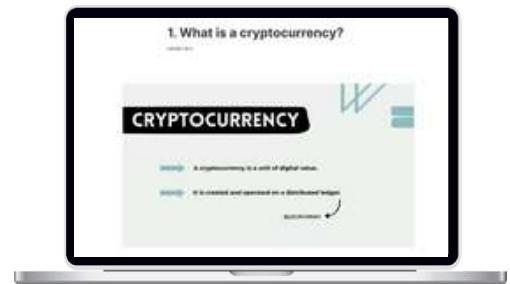 1. What is a cryptocurrency?
CRYPTOCURRENCY
A cryptocurrency is a unit of digital value.
It is created and operated on a distributed ledger.